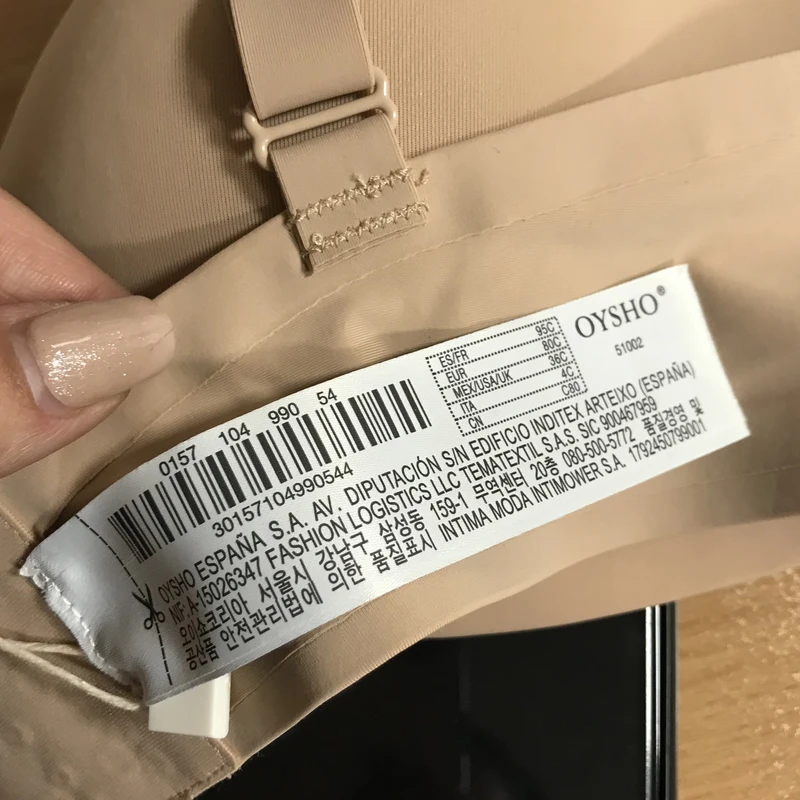 OYSHO®
51002
ES/FR 95C
EUR 80C
MEX/USA/UK 36C
ITA 4C
CN C80
0157 104 990 54
30157104990544
OYSHO ESPAÑA S.A. AV. DIPUTACIÓN S/N EDIFICIO INDITEX ARTEIXO (ESPAÑA)
NIF: A-15026347 FASHION LOGISTICS LLC TEMATEXTIL S.A.S. SIC 900467959
오이쇼코리아 서울시 강남구 삼성동 159-1 무역센터 20층 080-500-5772 품질경영 및
공산품 안전관리법에 의한 품질표시 INTIMA MODA INTIMOWER S.A. 1792450799001